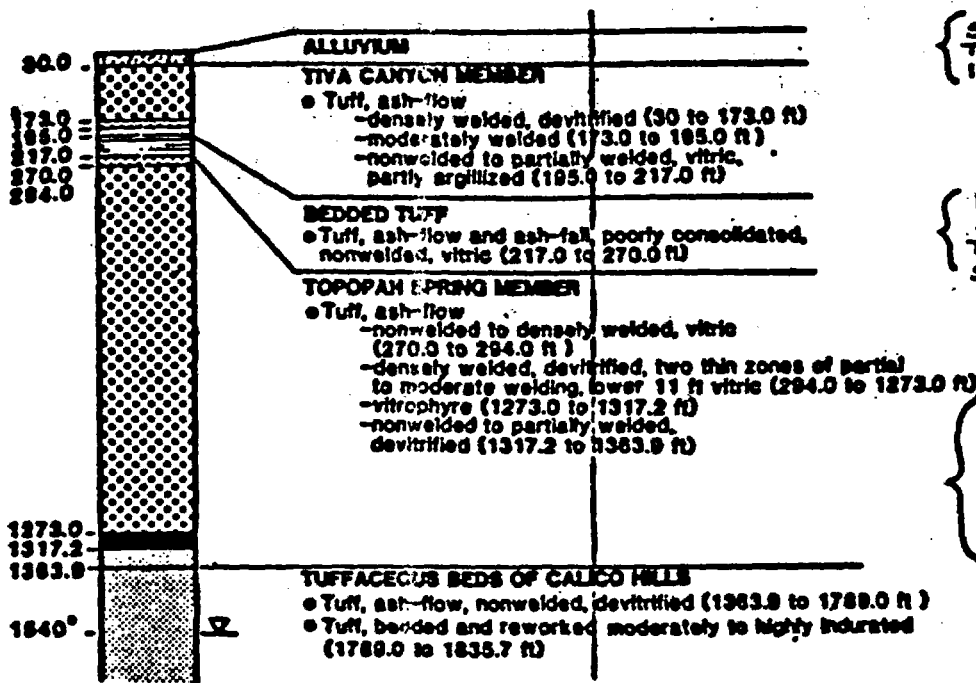 ALLUVIUM
30.0
TIVA CANYON MEMBER
• Tuff, ash-flow
-densely welded, devitrified (30 to 173.0 ft)
-moderately welded (173.0 to 195.0 ft)
-nonwelded to partially welded, vitric,
partly argillized (195.0 to 217.0 ft)
173.0
195.0
217.0
270.0
294.0
BEDDED TUFF
• Tuff, ash-flow and ash-fall, poorly consolidated,
nonwelded, vitric (217.0 to 270.0 ft)
TOPOPAH SPRING MEMBER
• Tuff, ash-flow
-nonwelded to densely welded, vitric
(270.0 to 294.0 ft)
-densely welded, devitrified, two thin zones of partial
to moderate welding, lower 11 ft vitric (294.0 to 1273.0 ft)
-vitrophyre (1273.0 to 1317.2 ft)
-nonwelded to partially welded,
devitrified (1317.2 to 1363.9 ft)
1273.0
1317.2
1363.9
TUFFACEOUS BEDS OF CALICO HILLS
• Tuff, ash-flow, nonwelded, devitrified (1363.9 to 1789.0 ft)
• Tuff, bedded and reworked moderately to highly indurated
(1789.0 to 1835.7 ft)
1540°